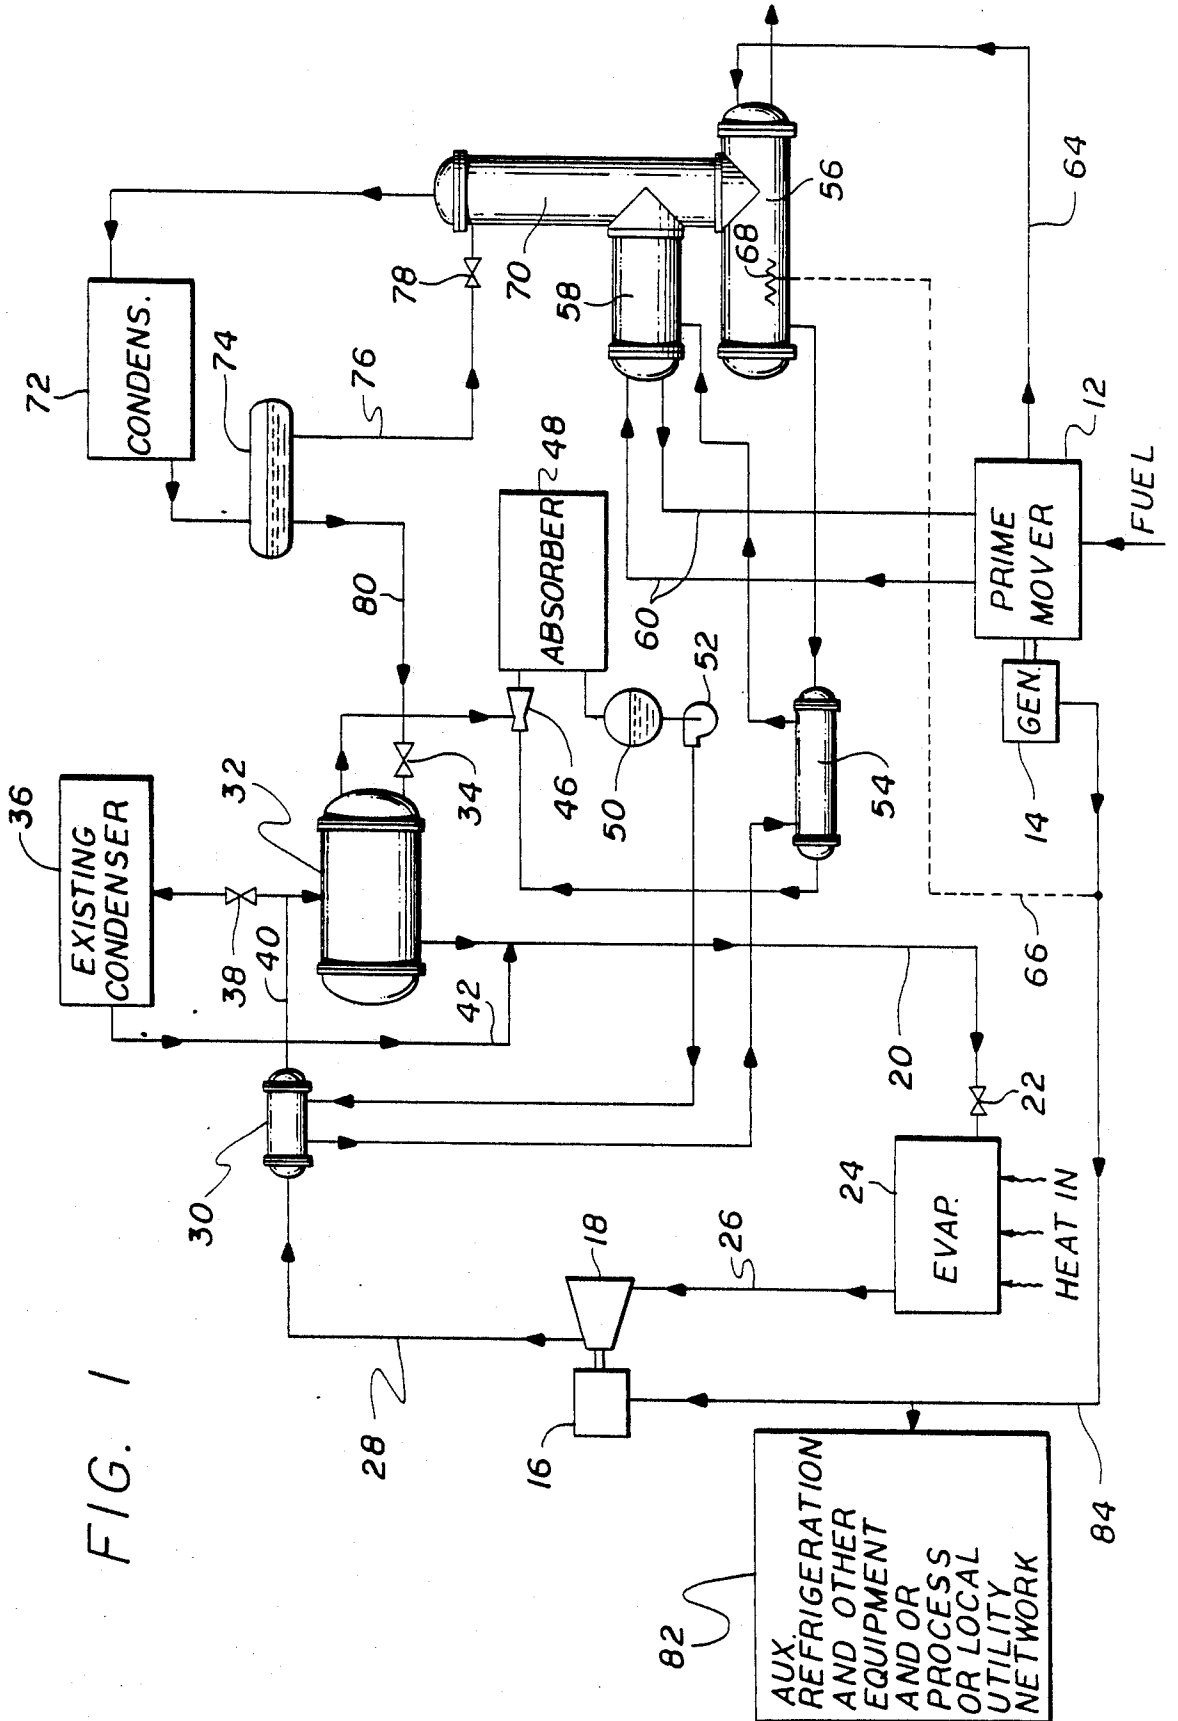 FIG. 1
36
EXISTING
CONDENSER
38
40
42
32
34
30
28
18
16
26
24
EVAP.
HEAT IN
22
20
82
AUX.
REFRIGERATION
AND OTHER
EQUIPMENT
AND OR
PROCESS
OR LOCAL
UTILITY
NETWORK
84
72
CONDENS.
74
76
78
80
46
ABSORBER
48
50
52
54
70
58
68
56
60
64
66
14
GEN.
PRIME
MOVER
12
FUEL